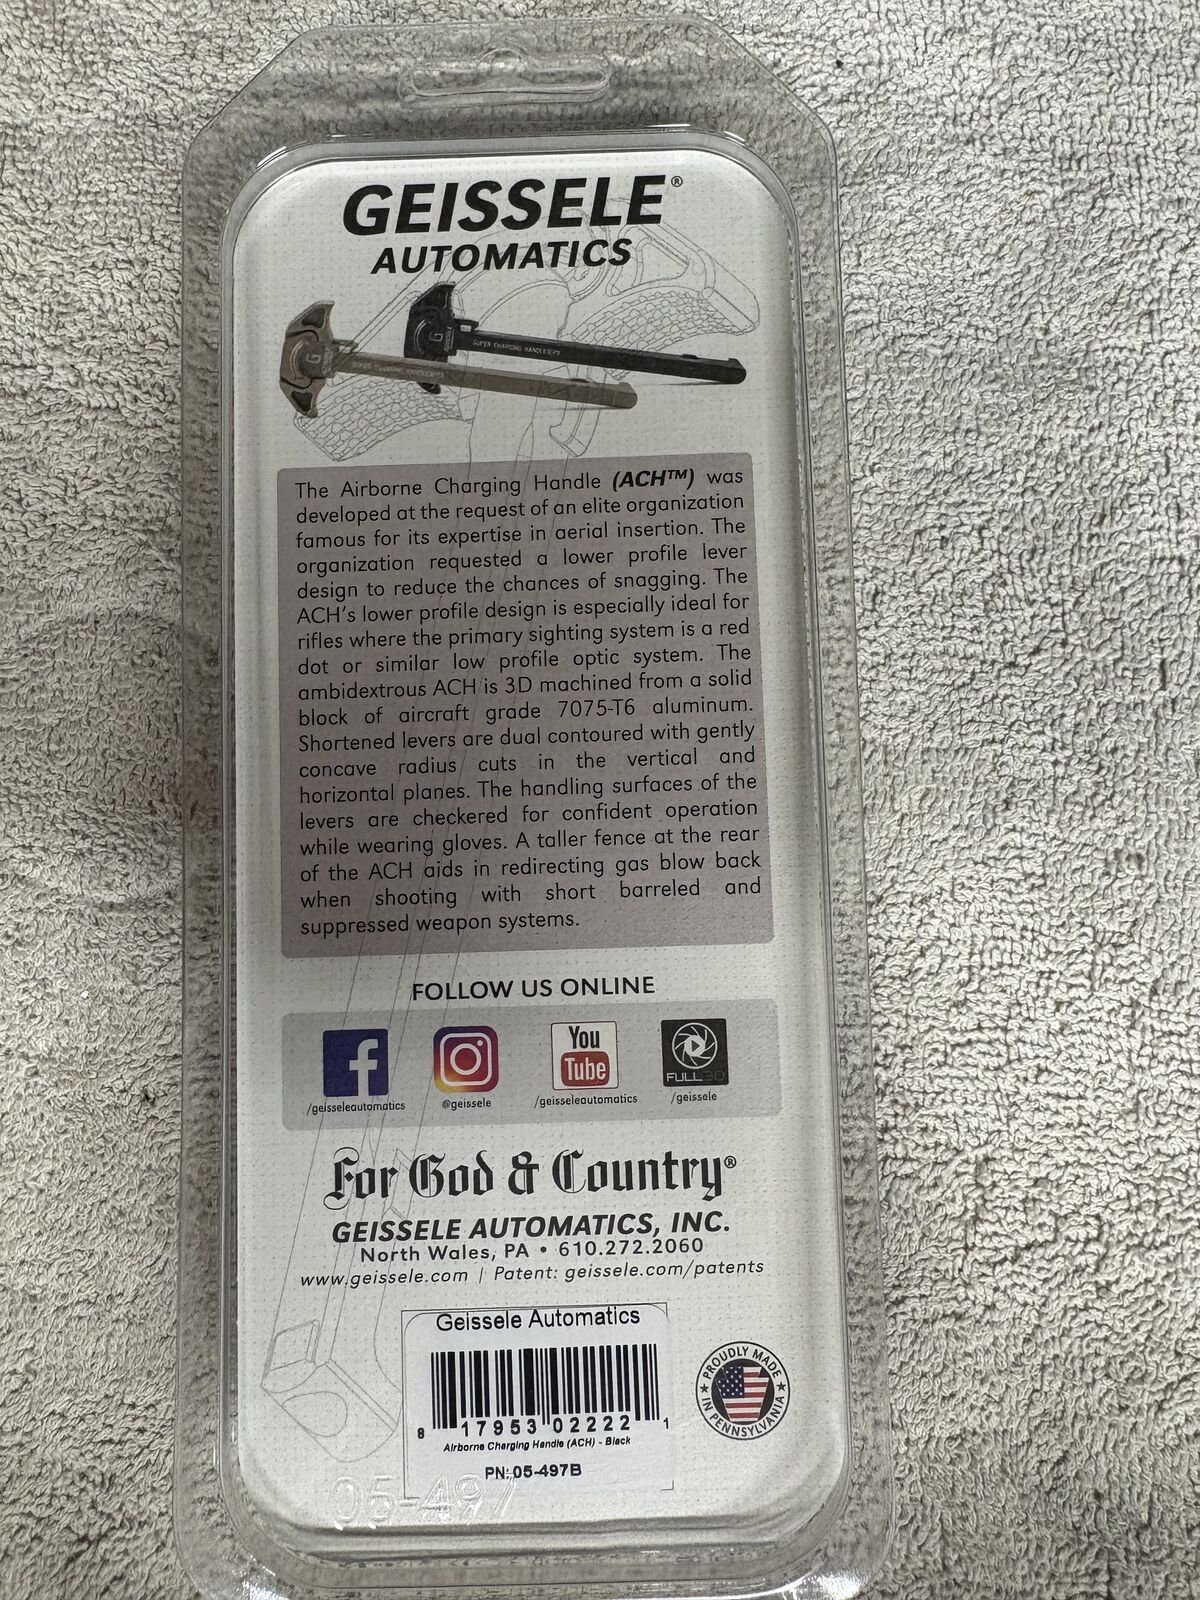 GEISSELE®
AUTOMATICS
G
SUPER CHARGING HANDLE
G
The Airborne Charging Handle (ACH™) was
developed at the request of an elite organization
famous for its expertise in aerial insertion. The
organization requested a lower profile lever
design to reduce the chances of snagging. The
ACH's lower profile design is especially ideal for
rifles where the primary sighting system is a red
dot or similar low profile optic system. The
ambidextrous ACH is 3D machined from a solid
block of aircraft grade 7075-T6 aluminum.
Shortened levers are dual contoured with gently
concave radius cuts in the vertical and
horizontal planes. The handling surfaces of the
levers are checkered for confident operation
while wearing gloves. A taller fence at the rear
of the ACH aids in redirecting gas blow back
when shooting with short barreled and
suppressed weapon systems.
FOLLOW US ONLINE
f
You
Tube
FULL3D
/geisseleautomatics
@geissele
/geisseleautomatics
/geissele
For God & Country®
GEISSELE AUTOMATICS, INC.
North Wales, PA • 610.272.2060
www.geissele.com | Patent: geissele.com/patents
Geissele Automatics
8 17953 02222 1
Airborne Charging Handle (ACH) - Black
PN: 05-497B
PROUDLY MADE
IN PENNSYLVANIA
05-497